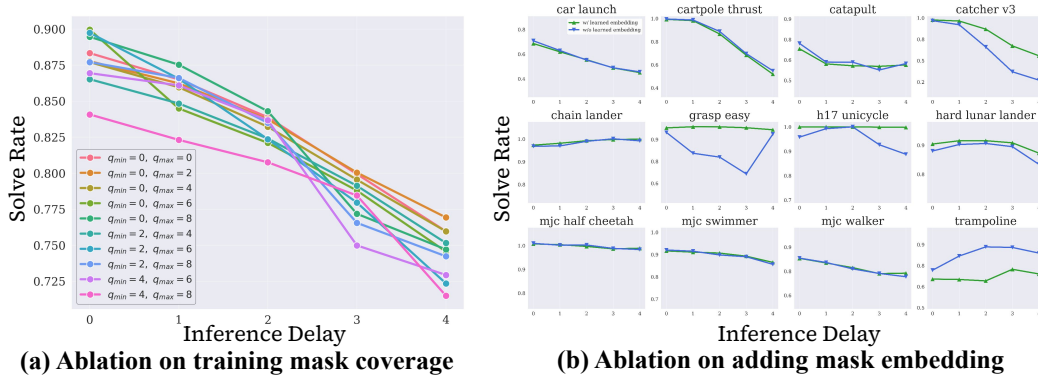 0.900
0.875
0.850
0.825
0.800
0.775
0.750
0.725
Solve Rate
q_min = 0, q_max = 0
q_min = 0, q_max = 2
q_min = 0, q_max = 4
q_min = 0, q_max = 6
q_min = 0, q_max = 8
q_min = 2, q_max = 4
q_min = 2, q_max = 6
q_min = 2, q_max = 8
q_min = 4, q_max = 6
q_min = 4, q_max = 8
0 1 2 3 4
Inference Delay
(a) Ablation on training mask coverage
Solve Rate
car launch
w/ learned embedding
w/o learned embedding
cartpole thrust
catapult
catcher v3
chain lander
grasp easy
h17 unicycle
hard lunar lander
mjc half cheetah
mjc swimmer
mjc walker
trampoline
Inference Delay
(b) Ablation on adding mask embedding